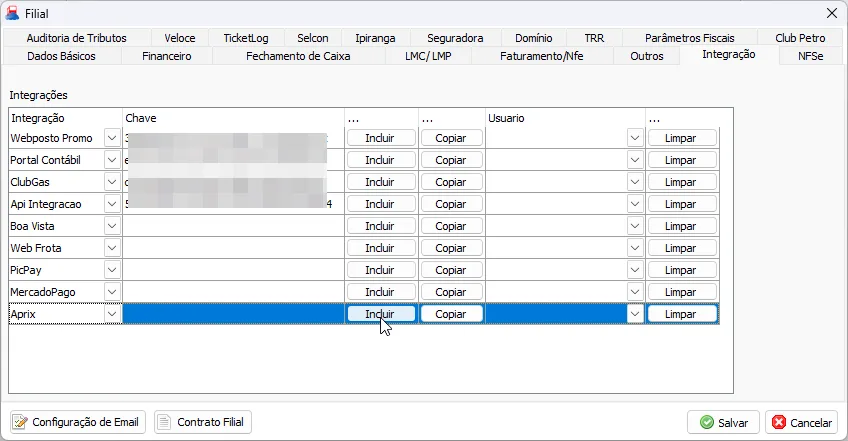 Filial
Auditoria de Tributos Veloce TicketLog Selcon Ipiranga Seguradora Domínio TRR Parâmetros Fiscais Club Petro
Dados Básicos Financeiro Fechamento de Caixa LMC/ LMP Faturamento/Nfe Outros Integração NFSe
Integrações
Integração Chave ... ... Usuario ...
Webposto Promo Incluir Copiar Limpar
Portal Contábil Incluir Copiar Limpar
ClubGas Incluir Copiar Limpar
Api Integracao Incluir Copiar Limpar
Boa Vista Incluir Copiar Limpar
Web Frota Incluir Copiar Limpar
PicPay Incluir Copiar Limpar
MercadoPago Incluir Copiar Limpar
Aprix Incluir Copiar Limpar
Configuração de Email Contrato Filial Salvar Cancelar